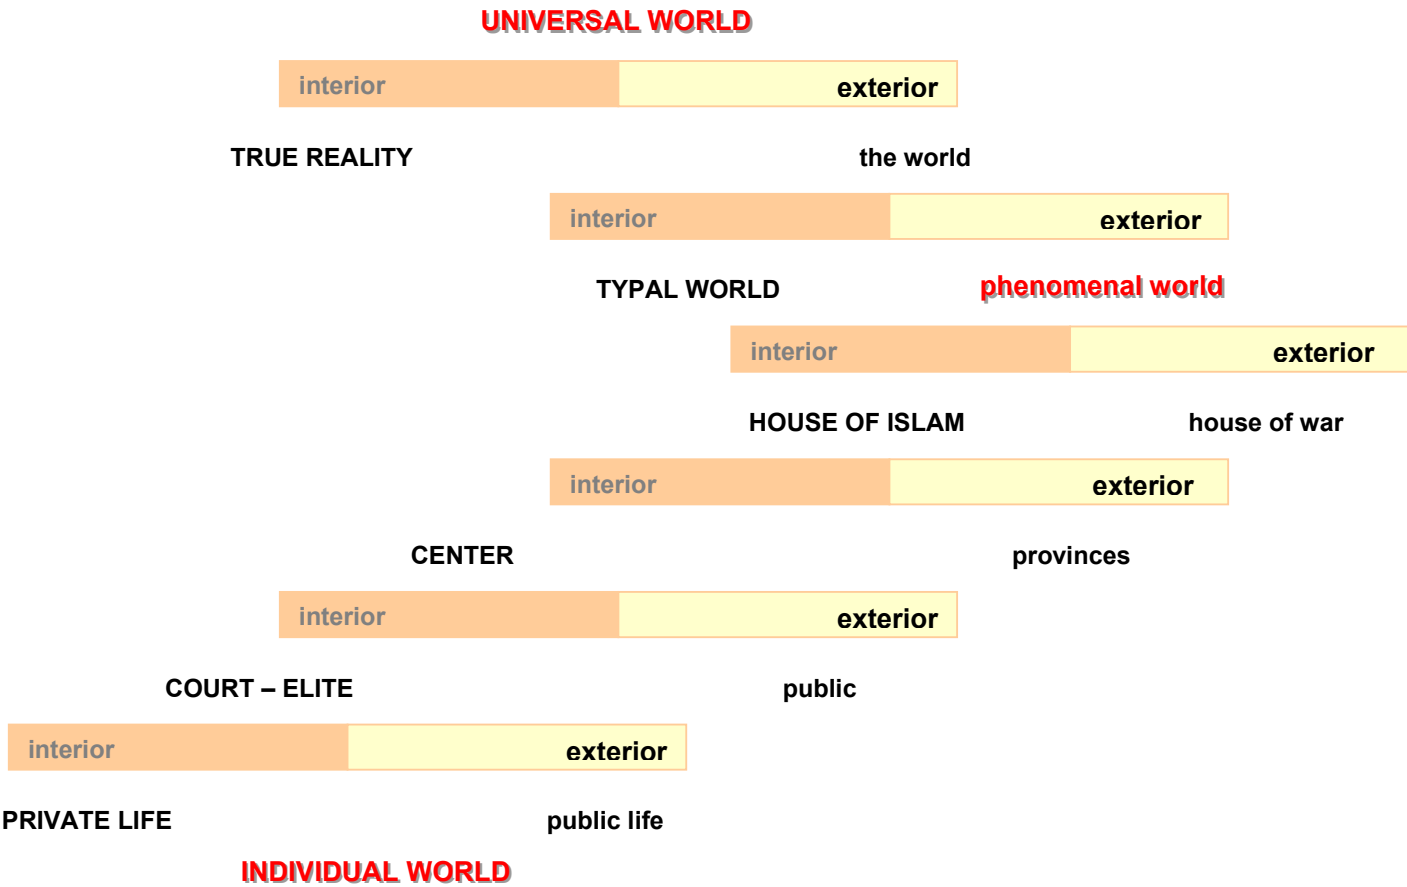 UNIVERSAL WORLD
interior exterior
TRUE REALITY the world
interior exterior
TYPAL WORLD phenomenal world
interior exterior
HOUSE OF ISLAM house of war
interior exterior
CENTER provinces
interior exterior
COURT – ELITE public
interior exterior
PRIVATE LIFE public life
INDIVIDUAL WORLD